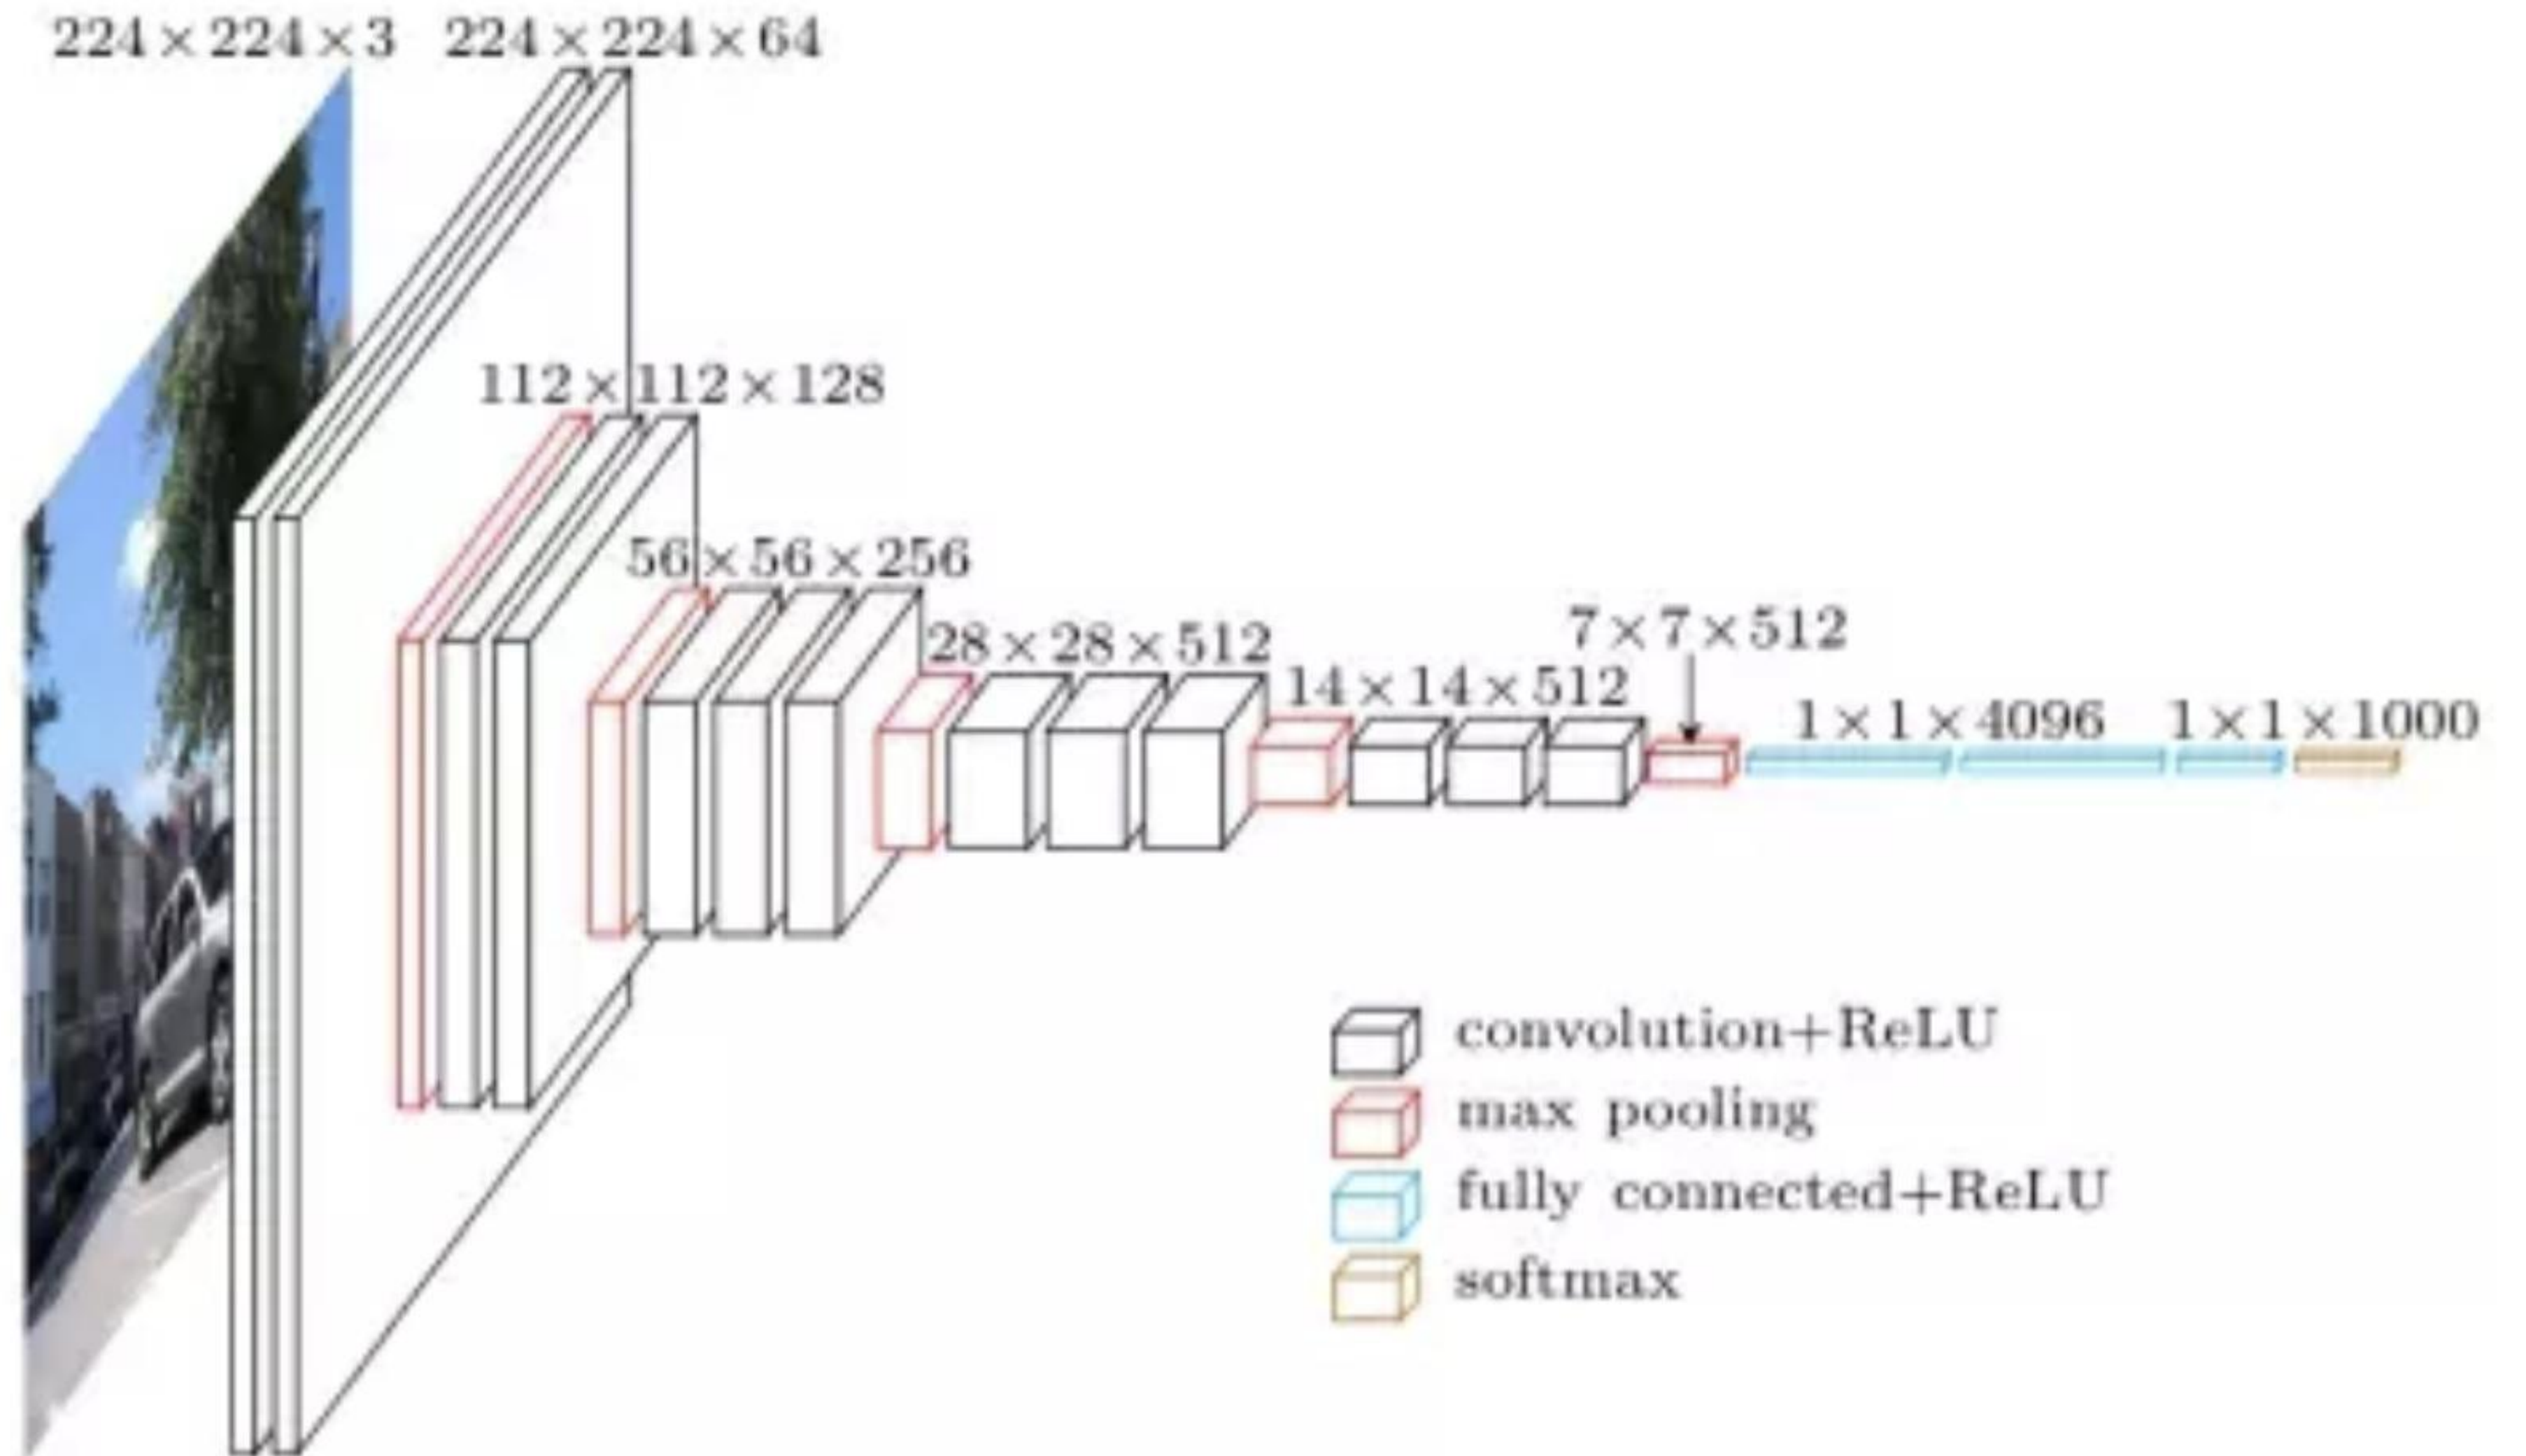 224×224×3
224×224×64
112×112×128
56×56×256
28×28×512
14×14×512
7×7×512
1×1×4096
1×1×1000
convolution+ReLU
max pooling
fully connected+ReLU
softmax